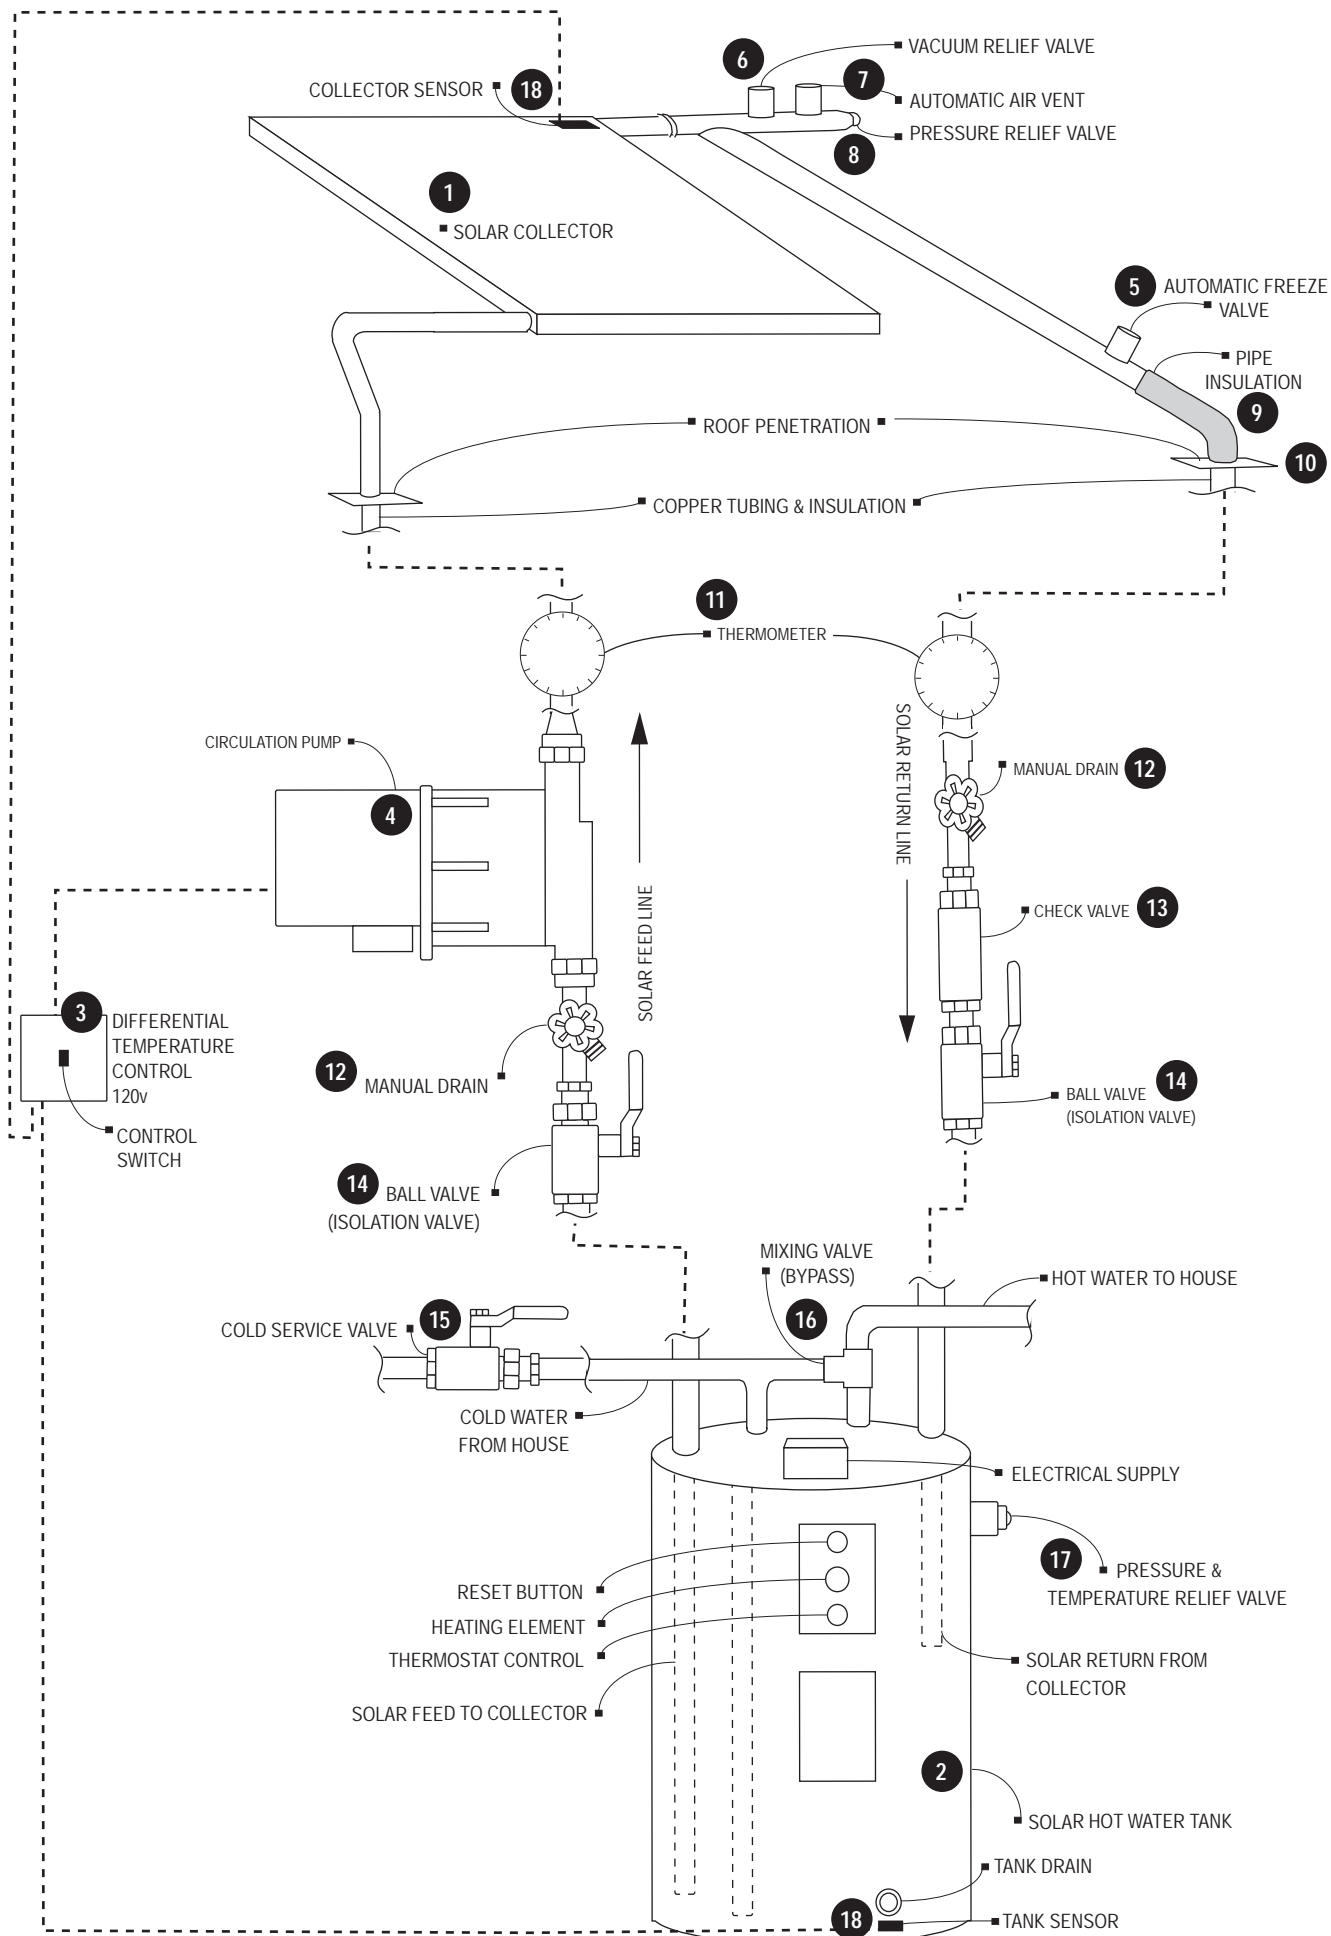 6
VACUUM RELIEF VALVE
7
AUTOMATIC AIR VENT
COLLECTOR SENSOR
18
PRESSURE RELIEF VALVE
8
1
SOLAR COLLECTOR
5
AUTOMATIC FREEZE
VALVE
PIPE
INSULATION
9
ROOF PENETRATION
10
COPPER TUBING & INSULATION
11
THERMOMETER
CIRCULATION PUMP
4
SOLAR FEED LINE
SOLAR RETURN LINE
MANUAL DRAIN
12
CHECK VALVE
13
3
DIFFERENTIAL
TEMPERATURE
CONTROL
120v
CONTROL
SWITCH
12
MANUAL DRAIN
14
BALL VALVE
(ISOLATION VALVE)
14
BALL VALVE
(ISOLATION VALVE)
MIXING VALVE
(BYPASS)
16
HOT WATER TO HOUSE
15
COLD SERVICE VALVE
COLD WATER
FROM HOUSE
ELECTRICAL SUPPLY
17
PRESSURE &
TEMPERATURE RELIEF VALVE
RESET BUTTON
HEATING ELEMENT
THERMOSTAT CONTROL
SOLAR FEED TO COLLECTOR
SOLAR RETURN FROM
COLLECTOR
2
SOLAR HOT WATER TANK
TANK DRAIN
18
TANK SENSOR